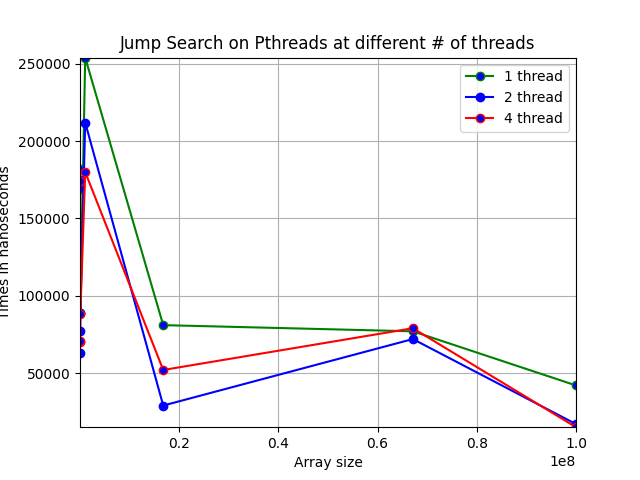 Jump Search on Pthreads at different # of threads
250000
200000
150000
100000
50000
Times in nanoseconds
1 thread
2 thread
4 thread
0.2
0.4
0.6
0.8
1.0
1e8
Array size